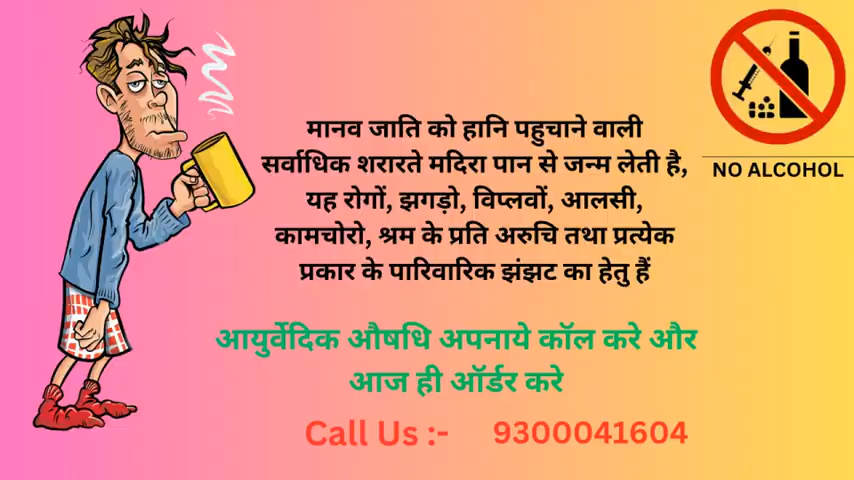 मानव जाति को हानि पहुचाने वाली
सर्वाधिक शरारते मदिरा पान से जन्म लेती है,
यह रोगों, झगड़ो, विप्लवों, आलसी,
कामचोरो, श्रम के प्रति अरुचि तथा प्रत्येक
प्रकार के पारिवारिक झंझट का हेतु हैं
NO ALCOHOL
आयुर्वेदिक औषधि अपनाये कॉल करे और
आज ही ऑर्डर करे
Call Us :- 9300041604